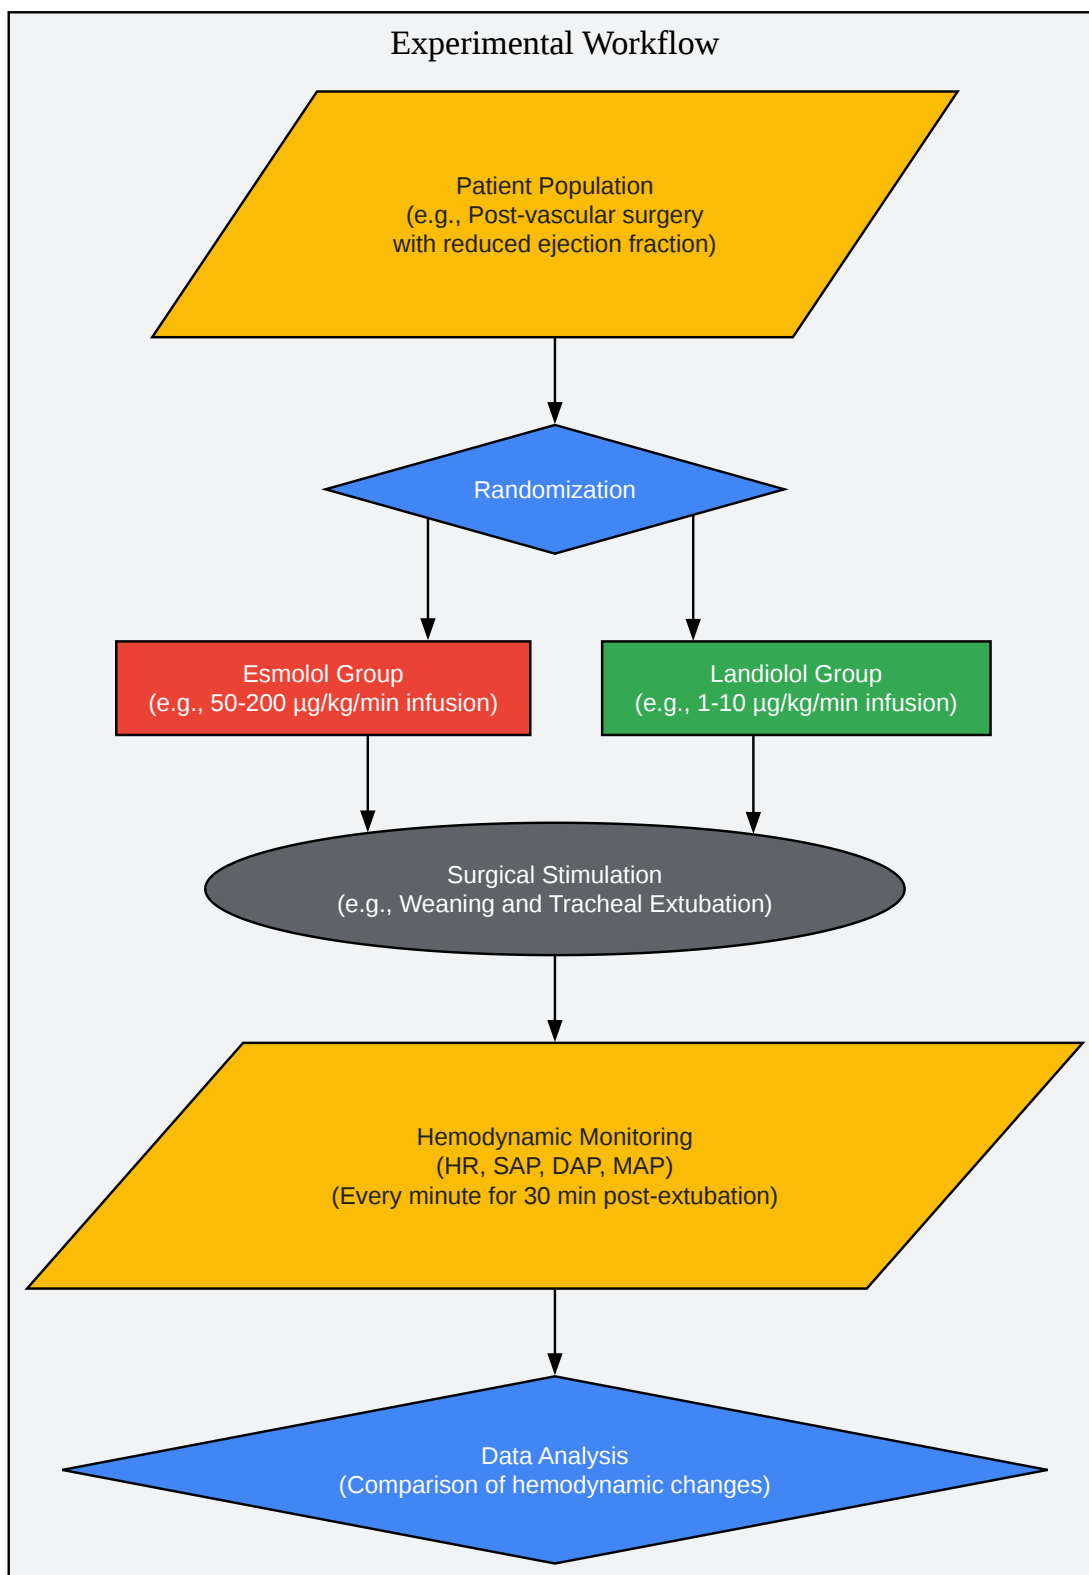 Experimental Workflow
Patient Population
(e.g., Post-vascular surgery
with reduced ejection fraction)
Randomization
Esmolol Group
(e.g., 50-200 µg/kg/min infusion)
Landiolol Group
(e.g., 1-10 µg/kg/min infusion)
Surgical Stimulation
(e.g., Weaning and Tracheal Extubation)
Hemodynamic Monitoring
(HR, SAP, DAP, MAP)
(Every minute for 30 min post-extubation)
Data Analysis
(Comparison of hemodynamic changes)